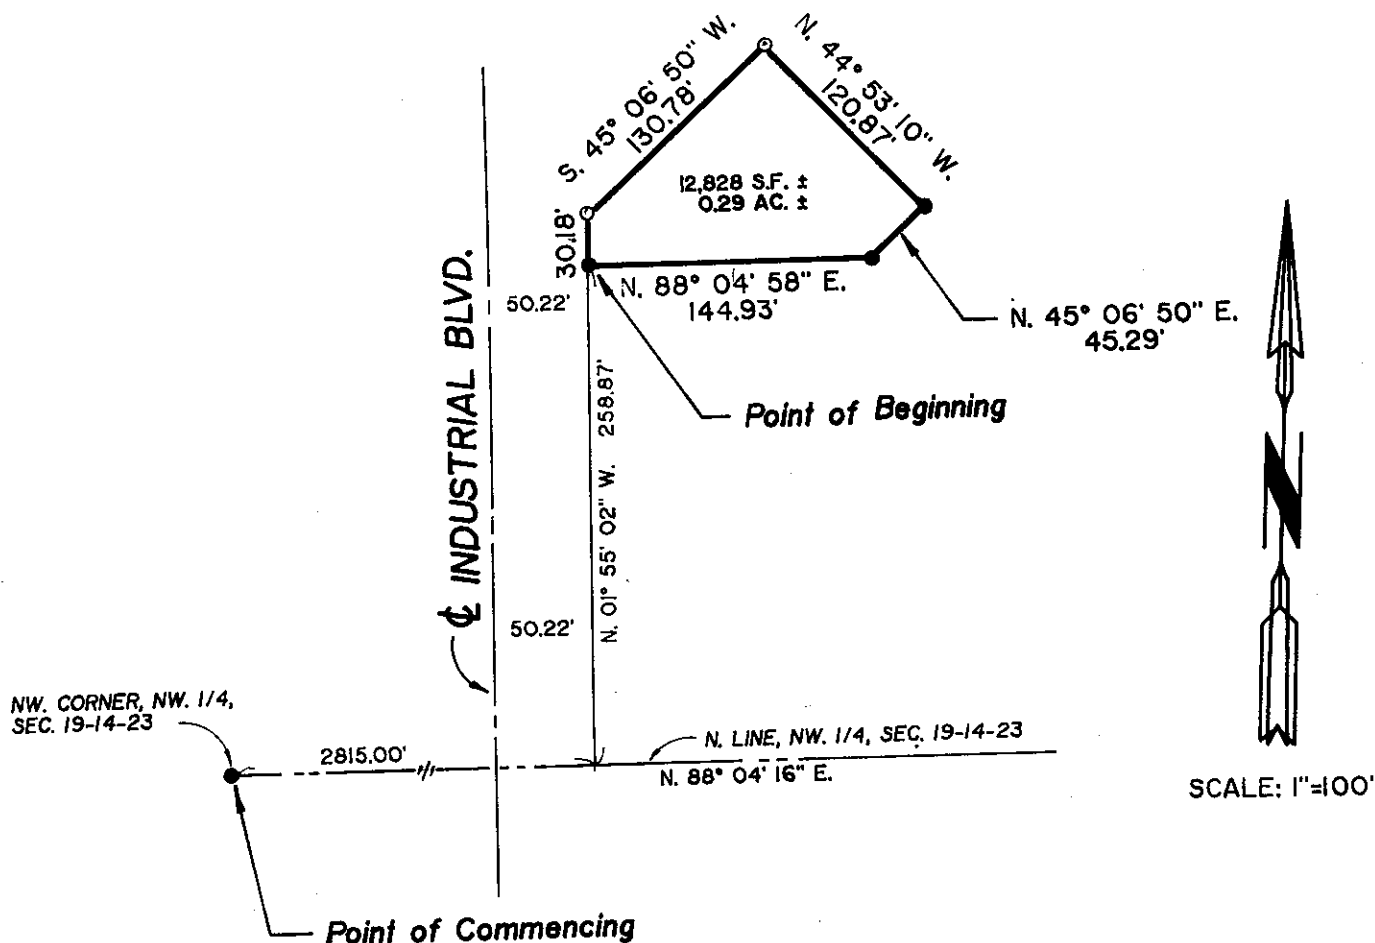 S. 45° 06' 50" W.
130.78'
N. 44° 53' 10" W.
120.87'
12,828 S.F. ±
0.29 AC. ±
30.18'
N. 88° 04' 58" E.
144.93'
50.22'
N. 45° 06' 50" E.
45.29'
Point of Beginning
℄ INDUSTRIAL BLVD.
N. 01° 55' 02" W. 258.87'
50.22'
NW. CORNER, NW. 1/4,
SEC. 19-14-23
2815.00'
N. LINE, NW. 1/4, SEC. 19-14-23
N. 88° 04' 16" E.
Point of Commencing
N
SCALE: 1"=100'